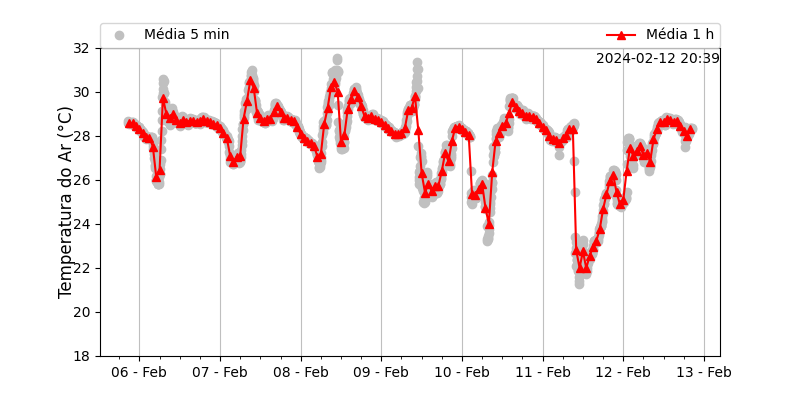 Média 5 min
Média 1 h
2024-02-12 20:39
Temperatura do Ar (°C)
32
30
28
26
24
22
20
18
06 - Feb
07 - Feb
08 - Feb
09 - Feb
10 - Feb
11 - Feb
12 - Feb
13 - Feb